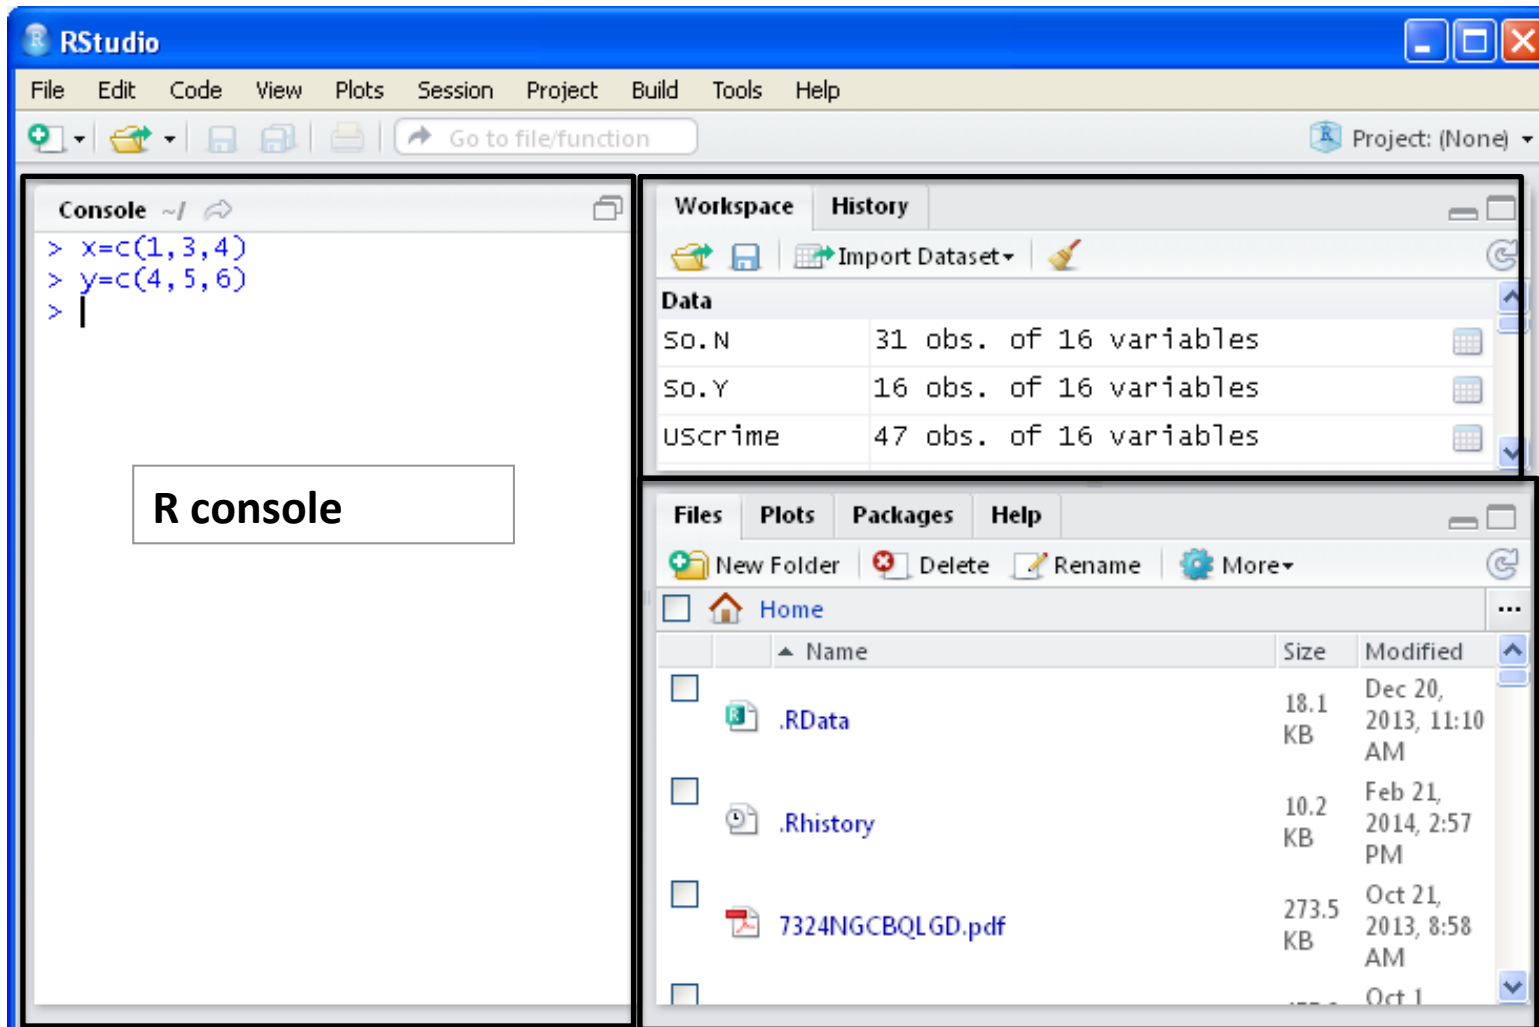 RStudio
File Edit Code View Plots Session Project Build Tools Help
Go to file/function
Project: (None)
Console ~/
> x=c(1,3,4)
> y=c(4,5,6)
>
R console
Workspace History
Import Dataset
Data
So.N 31 obs. of 16 variables
So.Y 16 obs. of 16 variables
UScrime 47 obs. of 16 variables
Files Plots Packages Help
New Folder Delete Rename More
Home ...
Name Size Modified
.RData 18.1 KB Dec 20, 2013, 11:10 AM
.Rhistory 10.2 KB Feb 21, 2014, 2:57 PM
7324NGCBQLGD.pdf 273.5 KB Oct 21, 2013, 8:58 AM
Oct 1